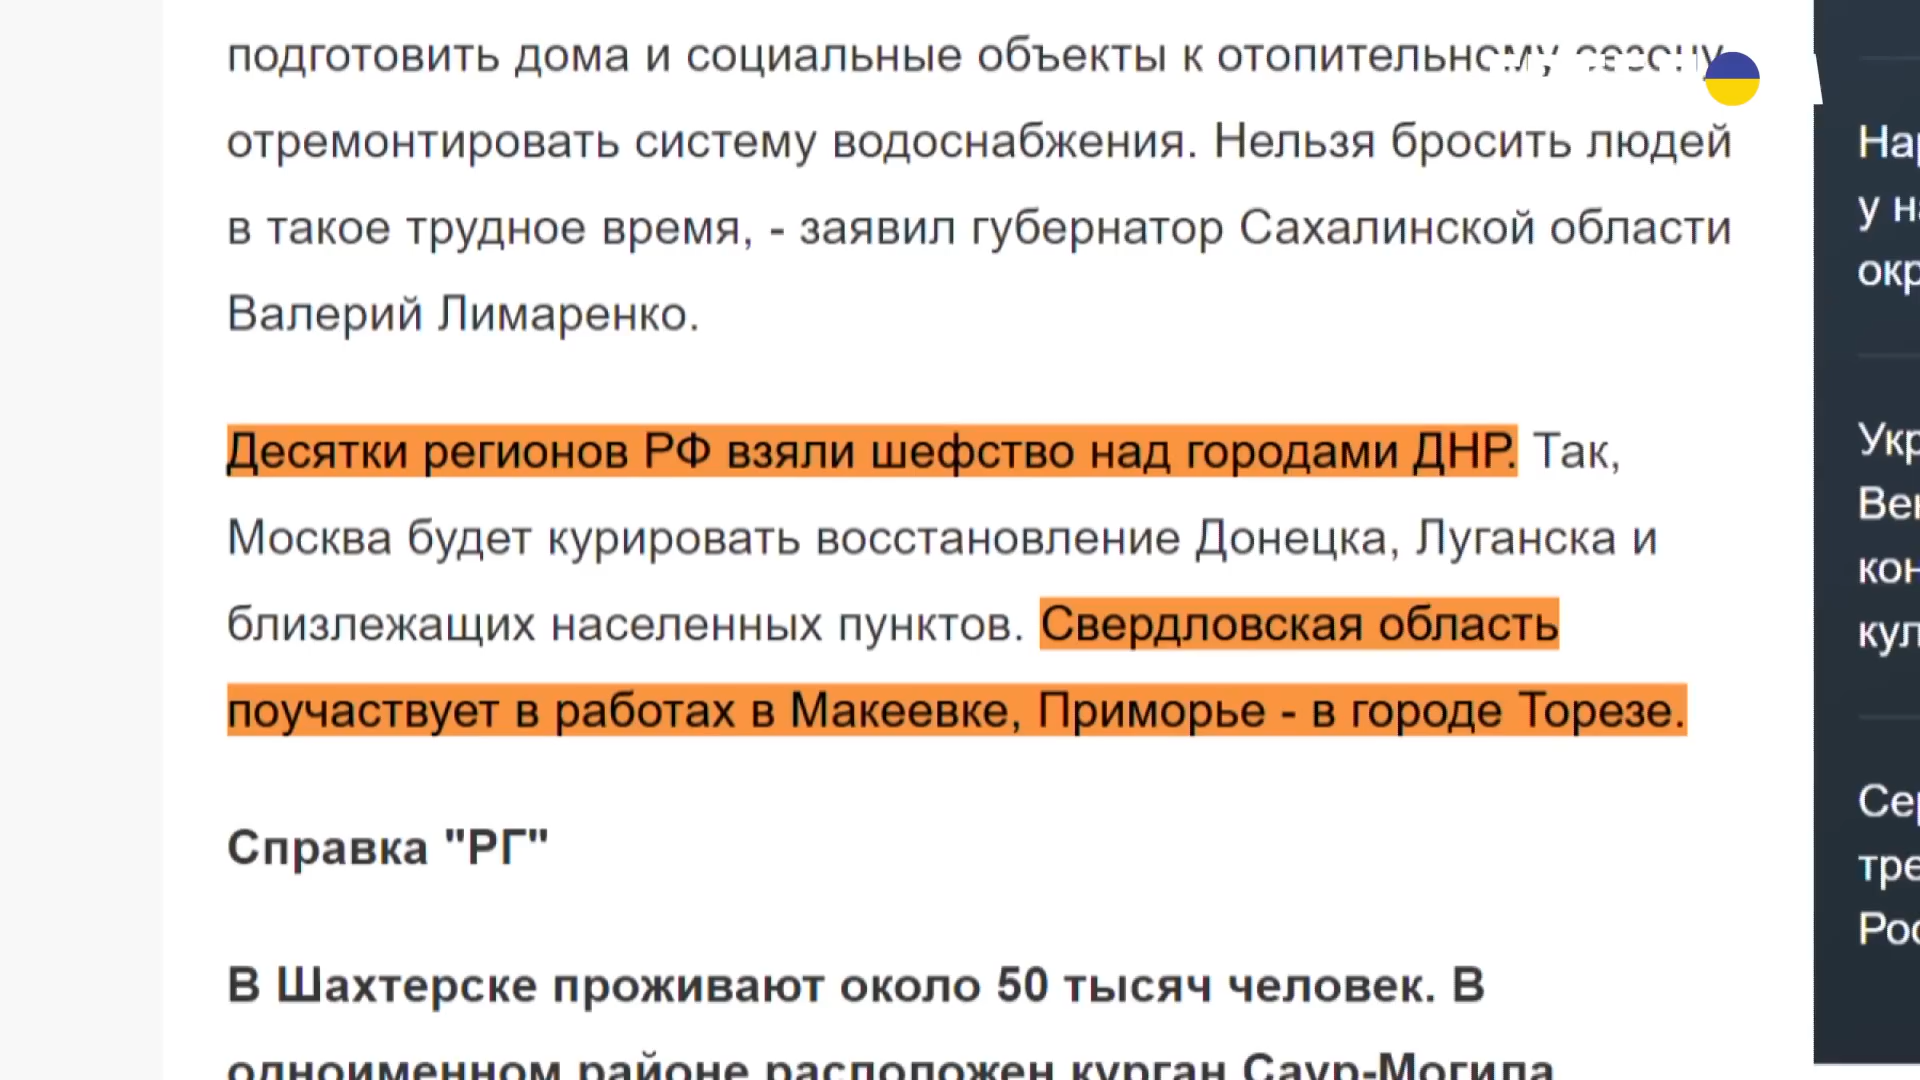 подготовить дома и социальные объекты к отопительному сезону,
отремонтировать систему водоснабжения. Нельзя бросить людей
в такое трудное время, - заявил губернатор Сахалинской области
Валерий Лимаренко.
Десятки регионов РФ взяли шефство над городами ДНР. Так,
Москва будет курировать восстановление Донецка, Луганска и
близлежащих населенных пунктов. Свердловская область
поучаствует в работах в Макеевке, Приморье - в городе Торезе.
Справка "РГ"
В Шахтерске проживают около 50 тысяч человек. В
одноименном районе расположен курган Саур-Могила
у